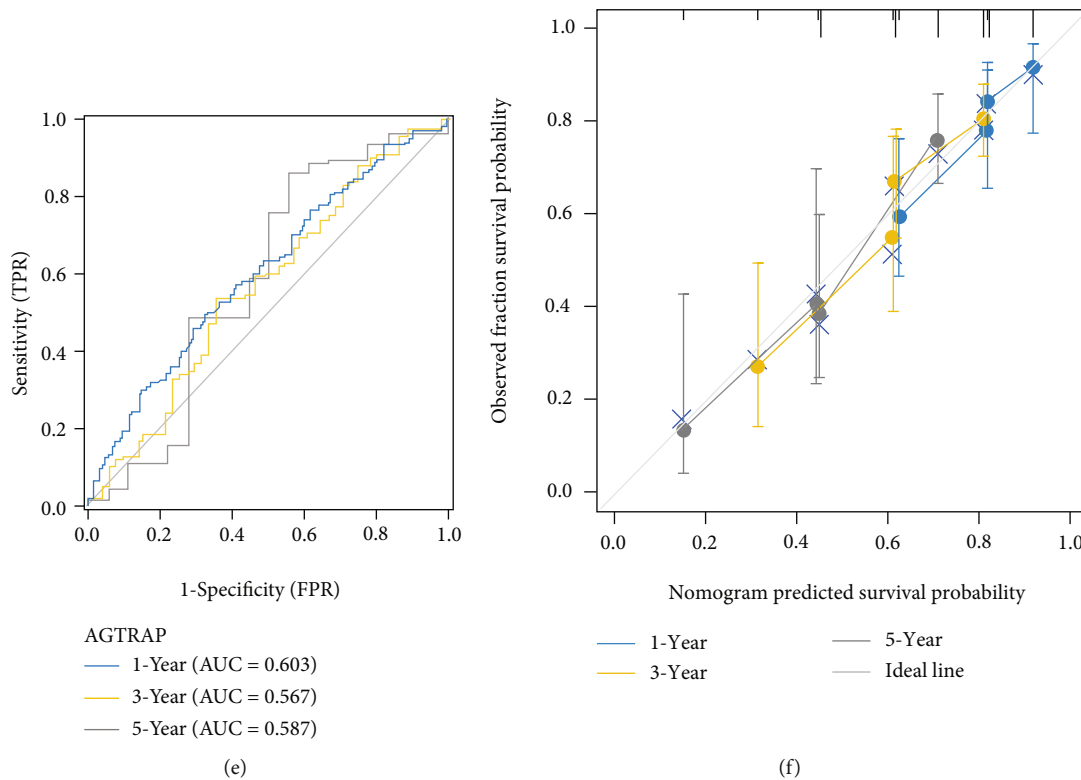 1.0
0.8
0.6
0.4
0.2
0.0
Sensitivity (TPR)
0.0 0.2 0.4 0.6 0.8 1.0
1-Specificity (FPR)
AGTRAP
1-Year (AUC = 0.603)
3-Year (AUC = 0.567)
5-Year (AUC = 0.587)
(e)
1.0
0.8
0.6
0.4
0.2
0.0
Observed fraction survival probability
0.0 0.2 0.4 0.6 0.8 1.0
Nomogram predicted survival probability
1-Year
3-Year
5-Year
Ideal line
(f)